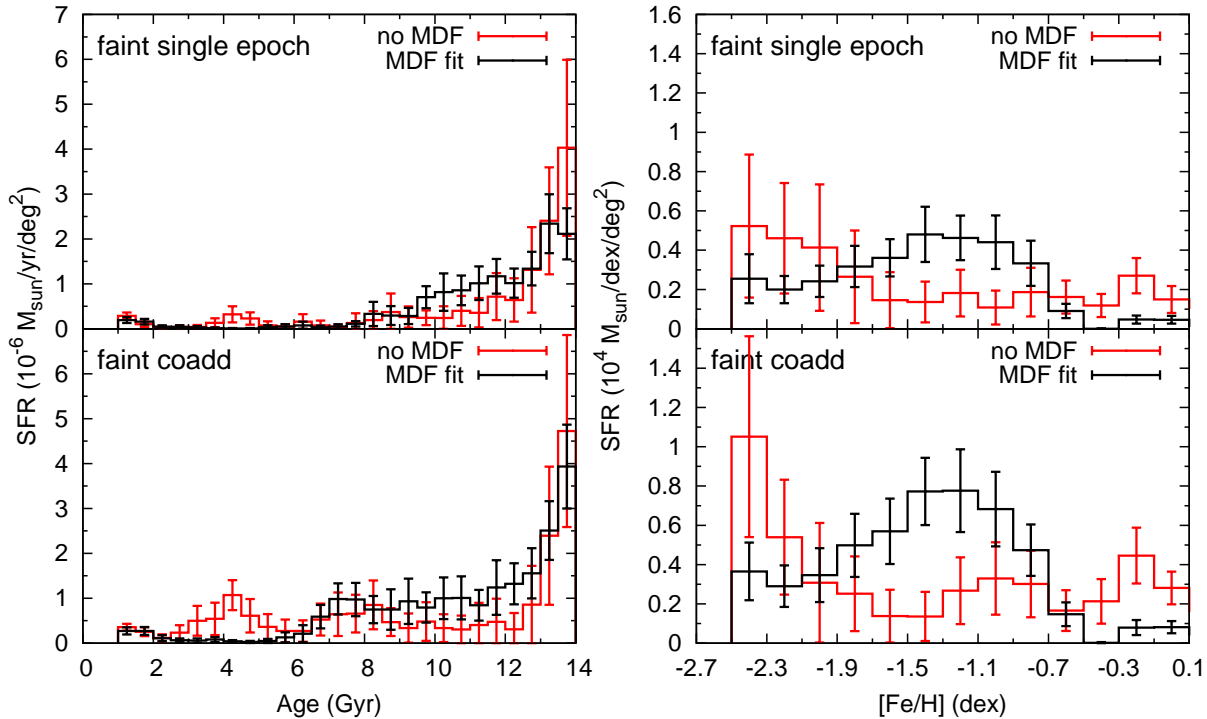 7
6
5
4
3
2
1
0
faint single epoch
no MDF
MDF fit
1.6
1.4
1.2
1
0.8
0.6
0.4
0.2
0
faint single epoch
no MDF
MDF fit
6
5
4
3
2
1
0
faint coadd
no MDF
MDF fit
1.4
1.2
1
0.8
0.6
0.4
0.2
0
faint coadd
no MDF
MDF fit
SFR (10⁻⁶ M_sun/yr/deg²)
SFR (10⁴ M_sun/dex/deg²)
0 2 4 6 8 10 12 14
-2.7 -2.3 -1.9 -1.5 -1.1 -0.7 -0.3 0.1
Age (Gyr)
[Fe/H] (dex)